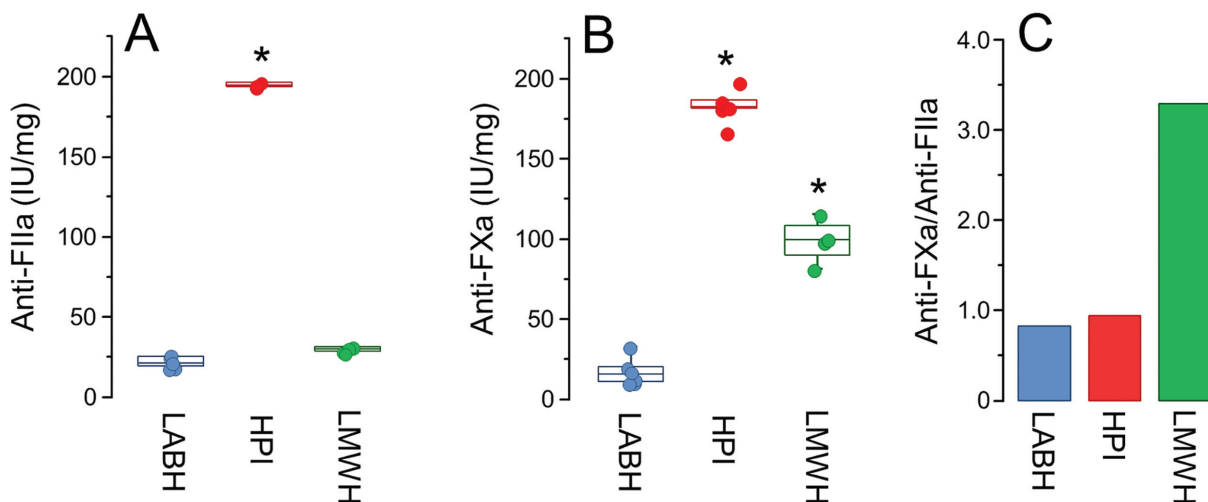 A
Anti-FIIa (IU/mg)
200
150
100
50
0
*
LABH
HPI
LMWH
B
Anti-FXa (IU/mg)
200
150
100
50
0
*
*
LABH
HPI
LMWH
C
Anti-FXa/Anti-FIIa
4.0
3.0
2.0
1.0
0
LABH
HPI
LMWH